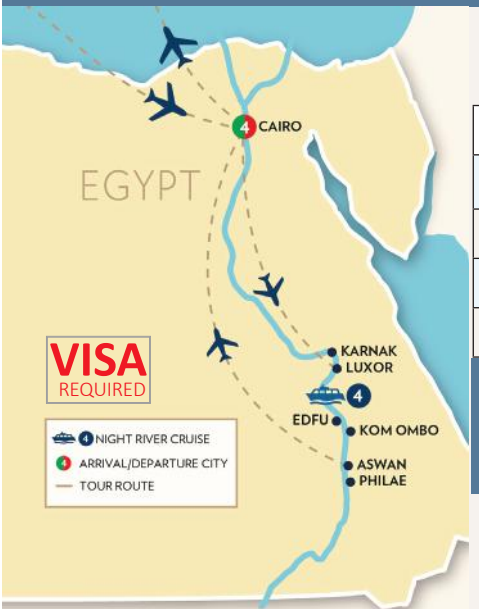 4 CAIRO
EGYPT
KARNAK
LUXOR
4
EDFU
KOM OMBO
ASWAN
PHILAE
VISA
REQUIRED
4 NIGHT RIVER CRUISE
4 ARRIVAL/DEPARTURE CITY
TOUR ROUTE